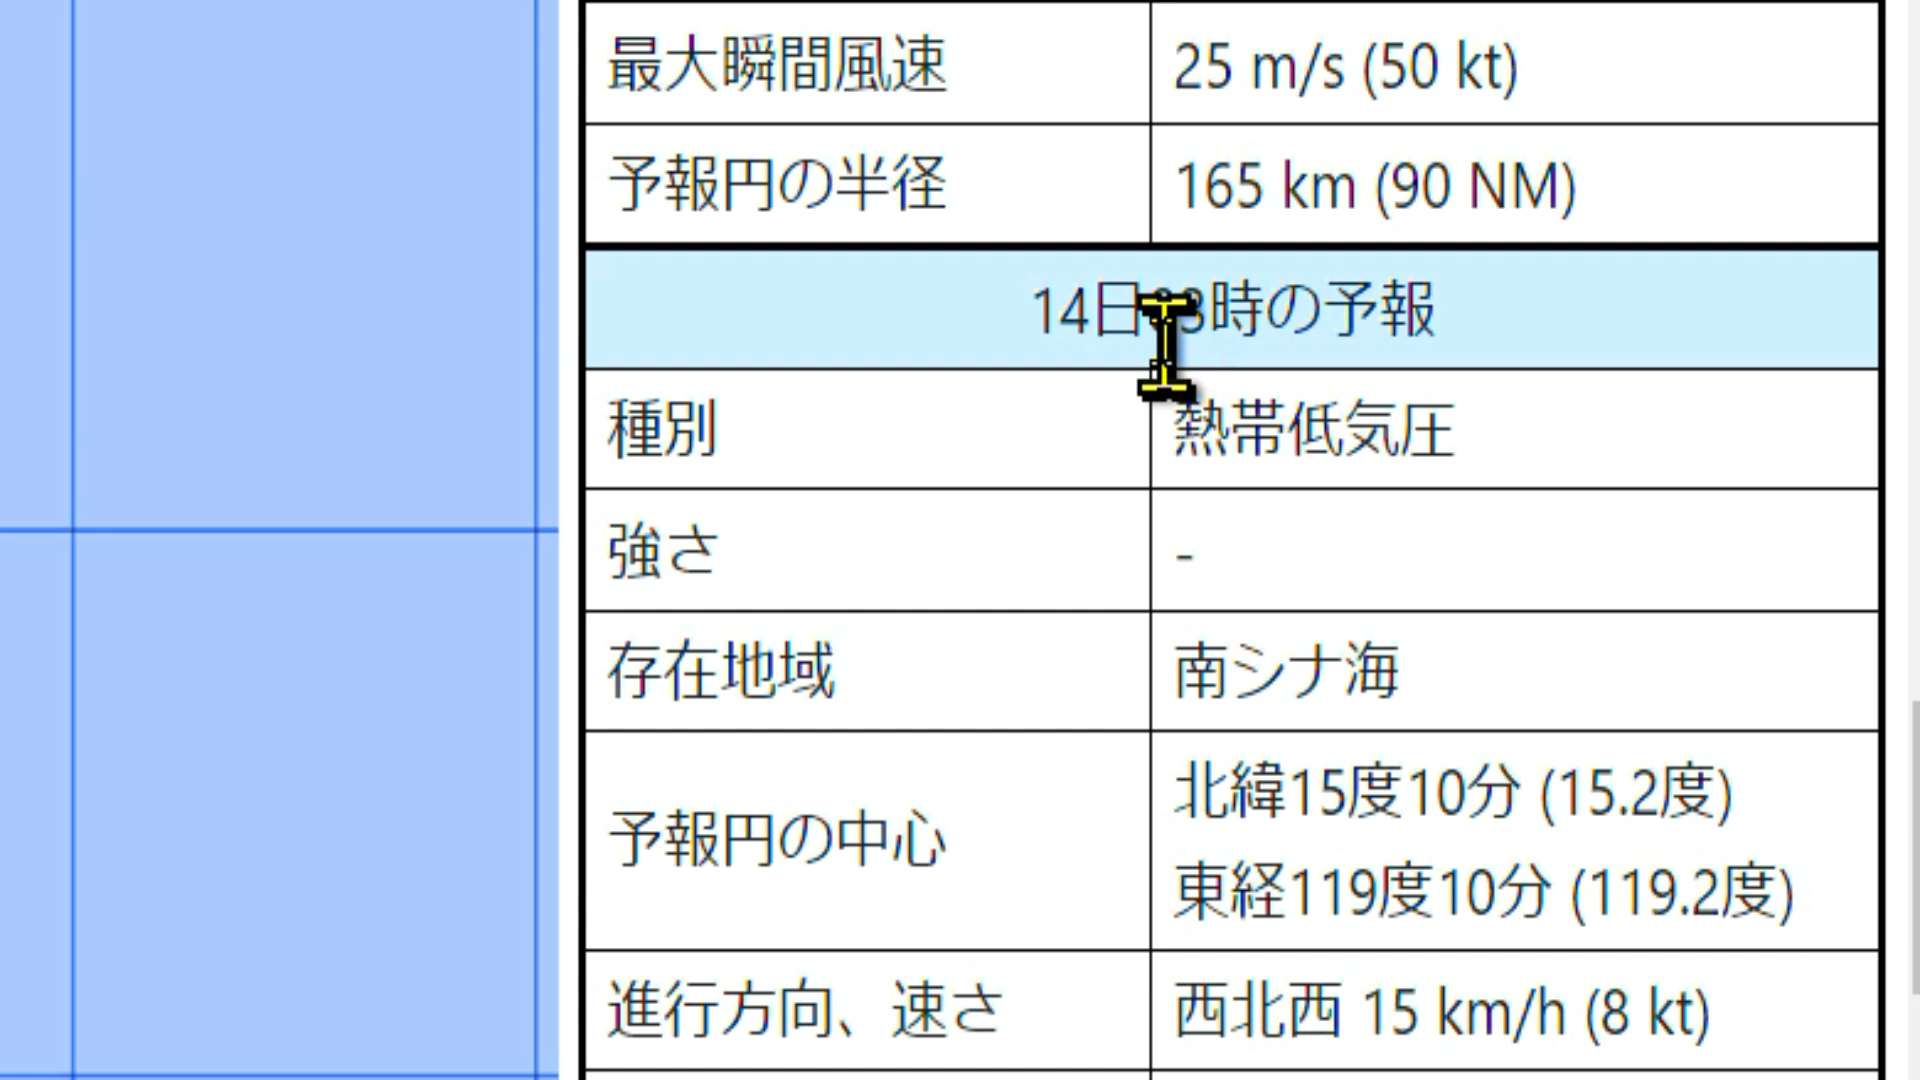 最大瞬間風速
25 m/s (50 kt)
予報円の半径
165 km (90 NM)
14日 3時の予報
種別
熱帯低気圧
強さ
-
存在地域
南シナ海
予報円の中心
北緯15度10分 (15.2度)
東経119度10分 (119.2度)
進行方向、速さ
西北西 15 km/h (8 kt)